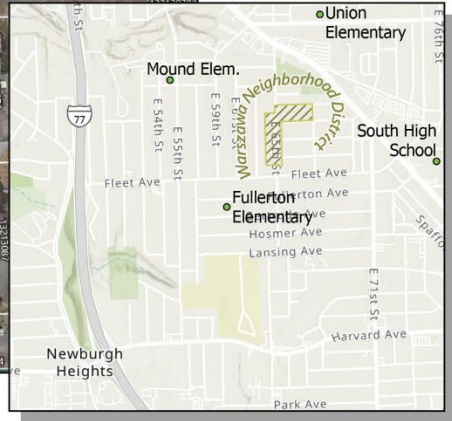 Union
Elementary
E 76th St
Mound Elem.
Warszawa Neighborhood District
77
E 54th St
E 55th St
E 59th St
E 61st St
E 65th St
South High
School
Fleet Ave
Fleet Ave
Fullerton Ave
Fullerton
Elementary
Ave
Hosmer Ave
Lansing Ave
E 71st St
Harvard Ave
Newburgh
Heights
Park Ave